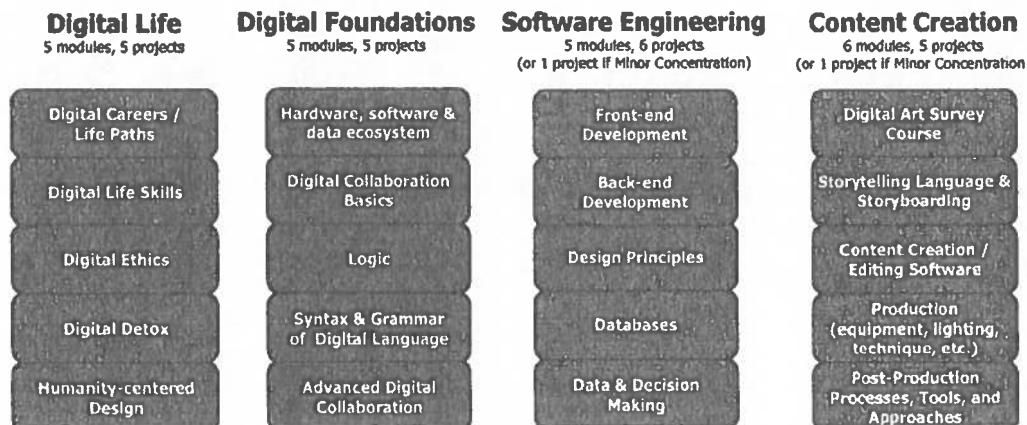 Digital Life
5 modules, 5 projects
Digital Careers /
Life Paths
Digital Life Skills
Digital Ethics
Digital Detox
Humanity-centered
Design
Digital Foundations
5 modules, 5 projects
Hardware, software &
data ecosystem
Digital Collaboration
Basics
Logic
Syntax & Grammar
of Digital Language
Advanced Digital
Collaboration
Software Engineering
5 modules, 6 projects
(or 1 project if Minor Concentration)
Front-end
Development
Back-end
Development
Design Principles
Databases
Data & Decision
Making
Content Creation
6 modules, 5 projects
(or 1 project if Minor Concentration
Digital Art Survey
Course
Storytelling Language &
Storyboarding
Content Creation /
Editing Software
Production
(equipment, lighting,
technique, etc.)
Post-Production
Processes, Tools, and
Approaches